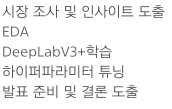 시장 조사 및 인사이트 도출
EDA
DeepLabV3+학습
하이퍼파라미터 튜닝
발표 준비 및 결론 도출